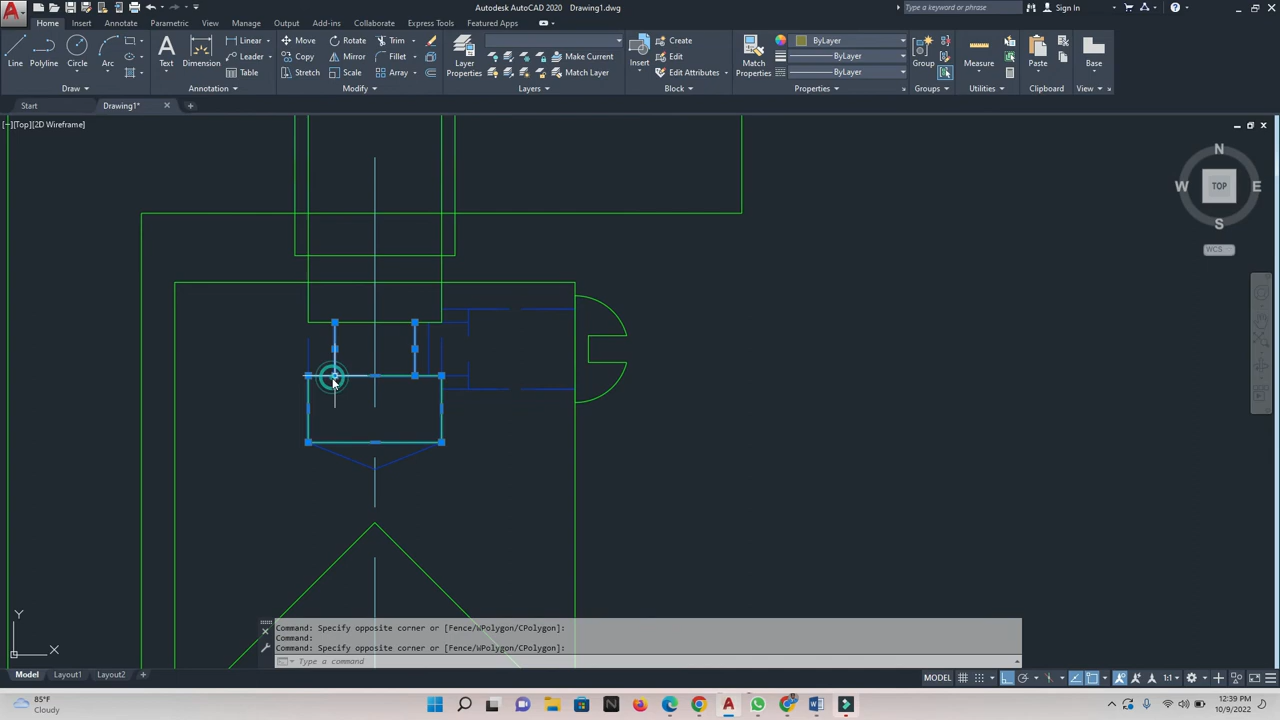 Autodesk AutoCAD 2020 Drawing1.dwg
Type a keyword or phrase
Sign In
Home Insert Annotate Parametric View Manage Output Add-ins Collaborate Express Tools Featured Apps
Line Polyline Circle Arc
Text Dimension
Linear
Leader
Table
Move Rotate Trim
Copy Mirror Fillet
Stretch Scale Array
Layer Properties
Make Current
Match Layer
Insert
Create
Edit
Edit Attributes
Match Properties
ByLayer
ByLayer
ByLayer
Group
Measure
Paste
Base
Draw Modify Annotation Layers Block Properties Groups Utilities Clipboard View
Start Drawing1*
[−][Top][2D Wireframe]
N
W TOP E
S
WCS
Y
X
Command: Specify opposite corner or [Fence/WPolygon/CPolygon]:
Command:
Command: Specify opposite corner or [Fence/WPolygon/CPolygon]:
Type a command
Model Layout1 Layout2
MODEL 1:1
85°F
Cloudy
12:39 PM
10/9/2022